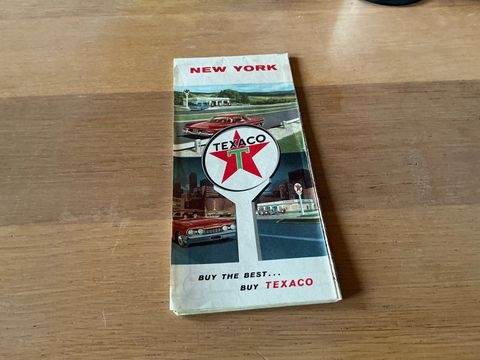 NEW YORK
TEXACO
T
BUY THE BEST...
BUY TEXACO